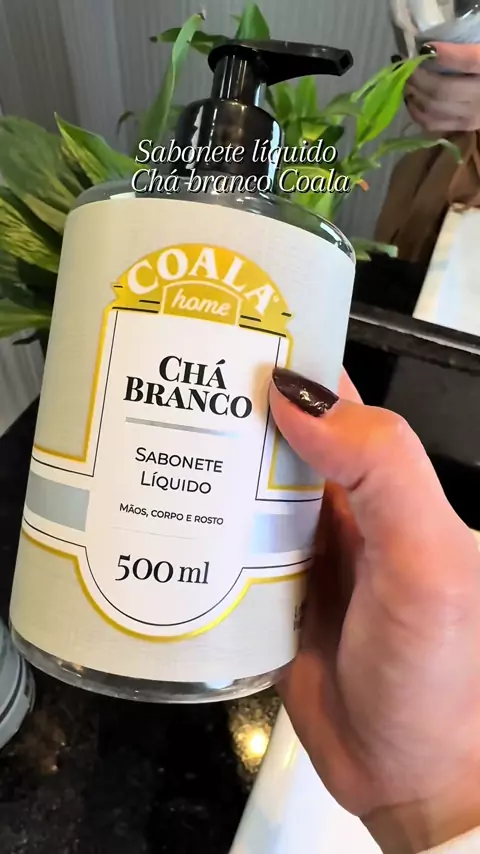 Sabonete líquido
Chá branco Coala
COALA
home
CHÁ
BRANCO
SABONETE
LÍQUIDO
MÃOS, CORPO E ROSTO
500 ml